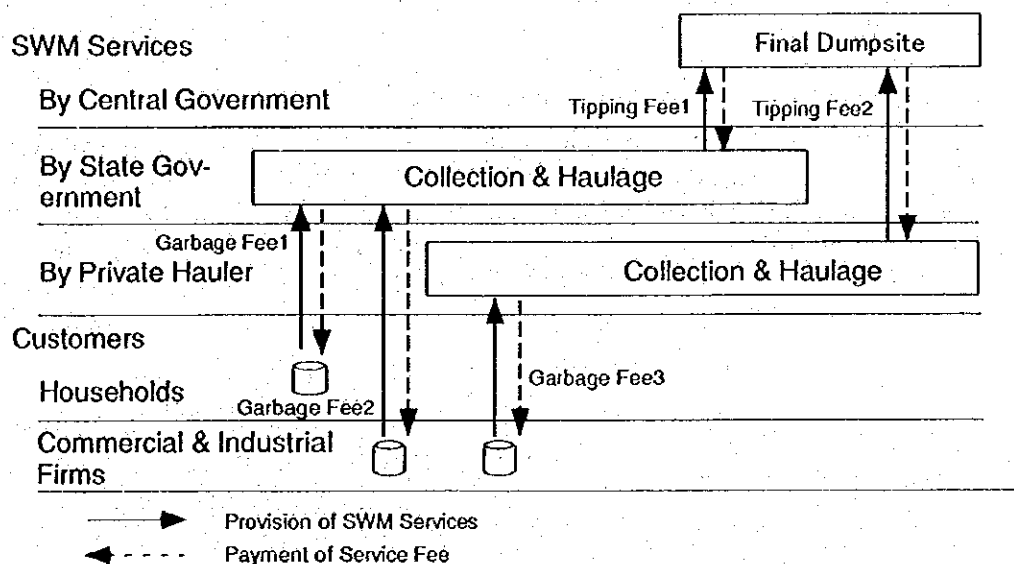 SWM Services
Final Dumpsite
By Central Government
Tipping Fee1
Tipping Fee2
By State Gov-
ernment
Collection & Haulage
Garbage Fee1
By Private Hauler
Collection & Haulage
Customers
Households
Garbage Fee2
Garbage Fee3
Commercial & Industrial
Firms
Provision of SWM Services
Payment of Service Fee